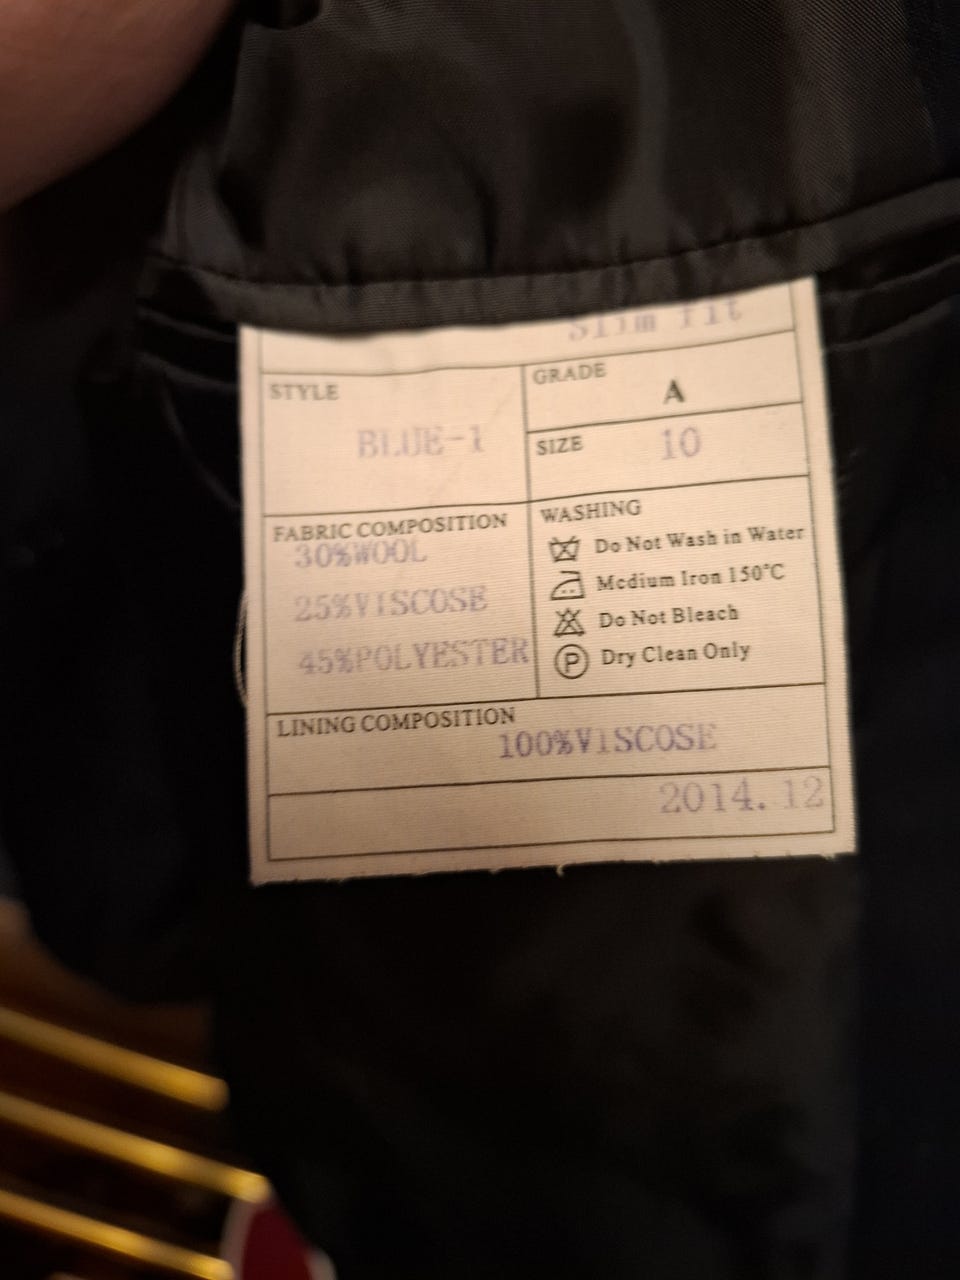 Slim fit
STYLE
BLUE-1
GRADE
A
SIZE 10
FABRIC COMPOSITION
30%WOOL
25%VISCOSE
45%POLYESTER
WASHING
Do Not Wash in Water
Medium Iron 150°C
Do Not Bleach
P Dry Clean Only
LINING COMPOSITION
100%VISCOSE
2014.12